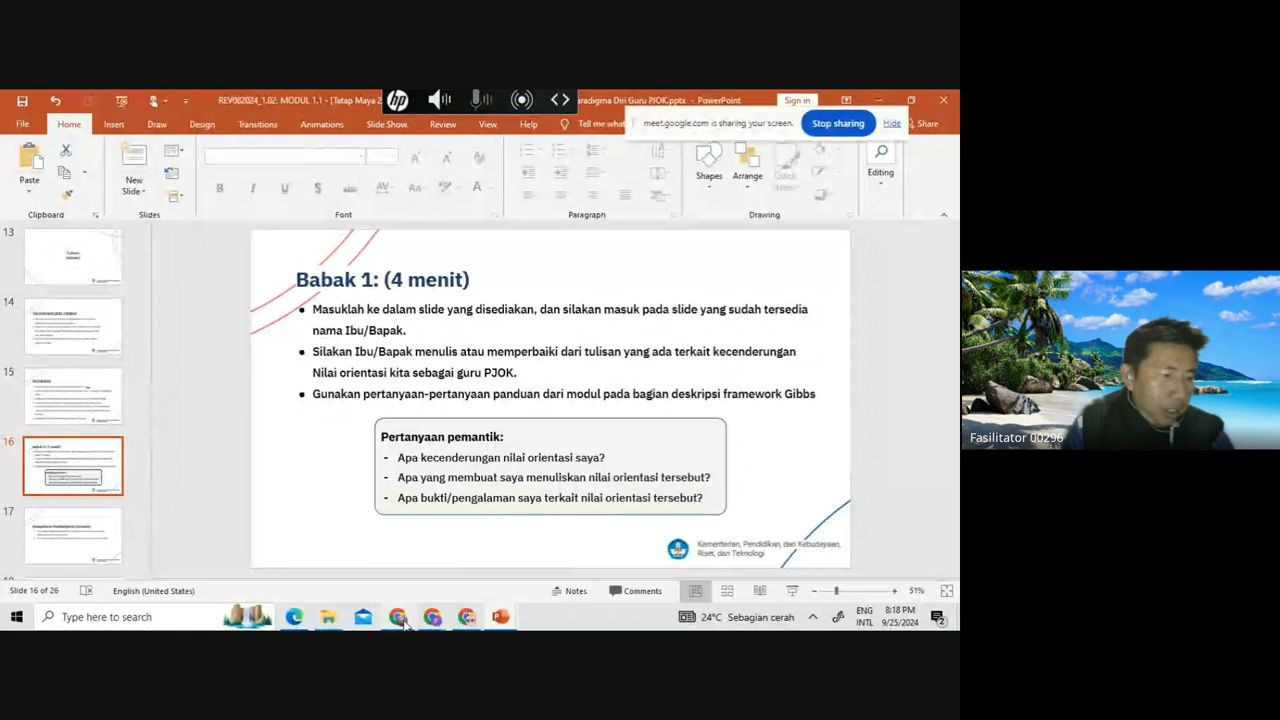 REV082024_1.02. MODUL 1.1 - [Tatap Maya 2
hp
aradigma Diri Guru PJOK.pptx - PowerPoint
Sign in
meet.google.com is sharing your screen.
Stop sharing
Hide
File
Home
Insert
Draw
Design
Transitions
Animations
Slide Show
Review
View
Help
Tell me what
Share
Paste
New
Slide
Shapes
Arrange
Quick
Styles
Editing
Clipboard
Slides
Font
Paragraph
Drawing
13
14
15
16
17
Babak 1: (4 menit)
● Masuklah ke dalam slide yang disediakan, dan silakan masuk pada slide yang sudah tersedia
nama Ibu/Bapak.
● Silakan Ibu/Bapak menulis atau memperbaiki dari tulisan yang ada terkait kecenderungan
Nilai orientasi kita sebagai guru PJOK.
● Gunakan pertanyaan-pertanyaan panduan dari modul pada bagian deskripsi framework Gibbs
Pertanyaan pemantik:
- Apa kecenderungan nilai orientasi saya?
- Apa yang membuat saya menuliskan nilai orientasi tersebut?
- Apa bukti/pengalaman saya terkait nilai orientasi tersebut?
Kementerian, Pendidikan, dan Kebudayaan,
Riset, dan Teknologi
Fasilitator 00296
Slide 16 of 26
English (United States)
Notes
Comments
51%
Type here to search
24°C Sebagian cerah
ENG
INTL
8:18 PM
9/25/2024
2